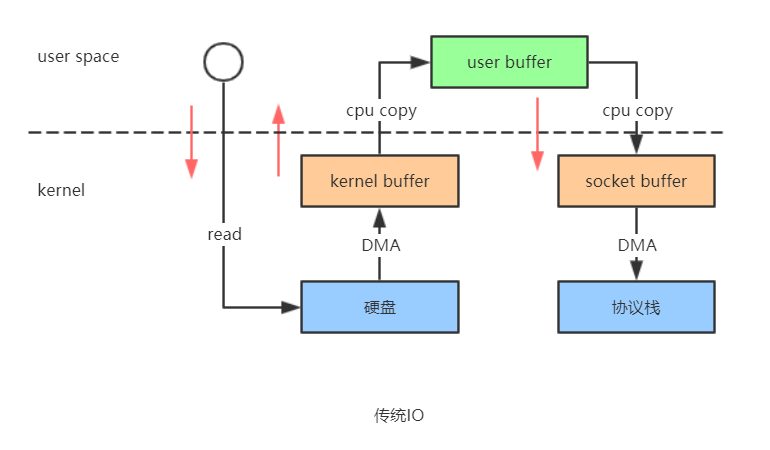 user space
user buffer
cpu copy
cpu copy
kernel
kernel buffer
socket buffer
read
DMA
DMA
硬盘
协议栈
传统IO